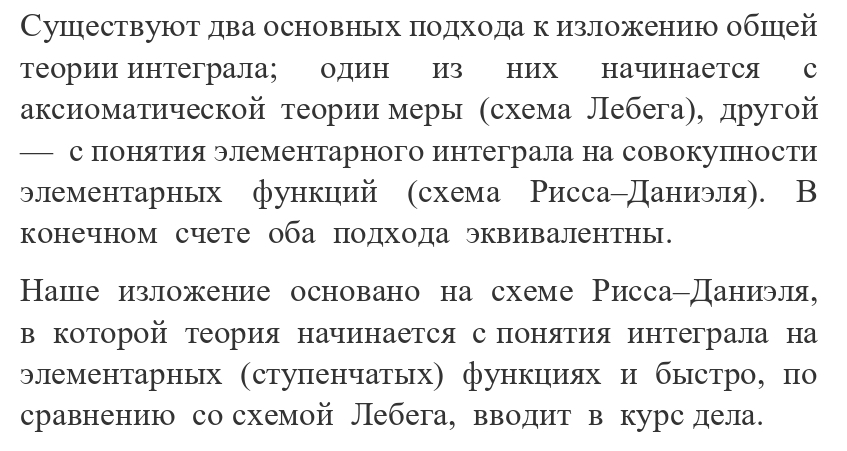 Существуют два основных подхода к изложению общей
теории интеграла; один из них начинается с
аксиоматической теории меры (схема Лебега), другой
— с понятия элементарного интеграла на совокупности
элементарных функций (схема Рисса–Даниэля). В
конечном счете оба подхода эквивалентны.
Наше изложение основано на схеме Рисса–Даниэля,
в которой теория начинается с понятия интеграла на
элементарных (ступенчатых) функциях и быстро, по
сравнению со схемой Лебега, вводит в курс дела.